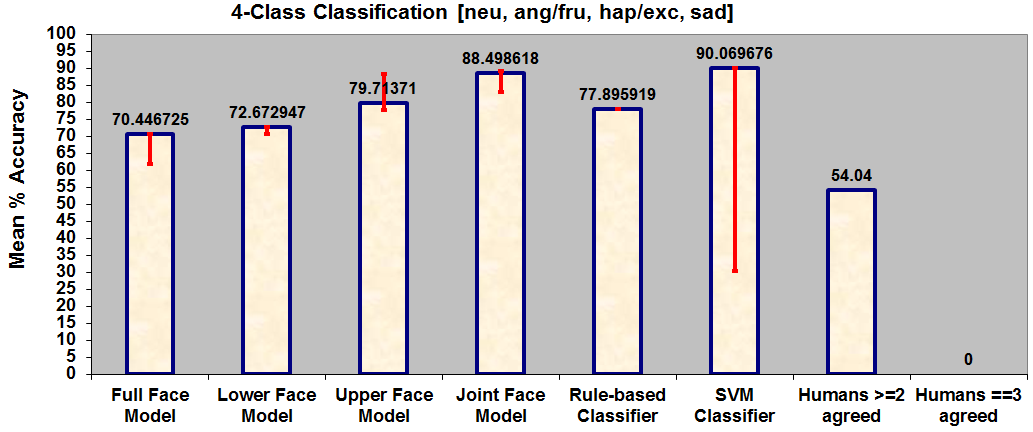 4-Class Classification [neu, ang/fru, hap/exc, sad]
Mean % Accuracy
100
95
90
85
80
75
70
65
60
55
50
45
40
35
30
25
20
15
10
5
0
70.446725
72.672947
79.71371
88.498618
77.895919
90.069676
54.04
0
Full Face
Model
Lower Face
Model
Upper Face
Model
Joint Face
Model
Rule-based
Classifier
SVM
Classifier
Humans >=2
agreed
Humans ==3
agreed